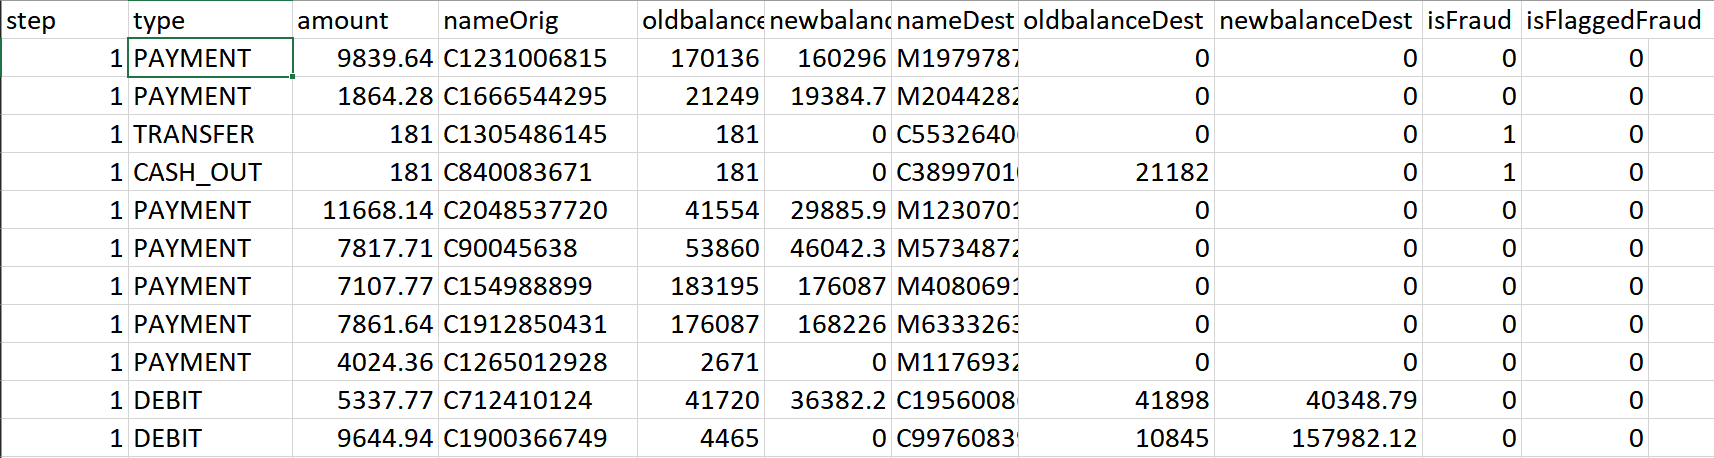 step type amount nameOrig oldbalance newbalanc nameDest oldbalanceDest newbalanceDest isFraud isFlaggedFraud
1 PAYMENT 9839.64 C1231006815 170136 160296 M1979787 0 0 0 0
1 PAYMENT 1864.28 C1666544295 21249 19384.7 M2044282 0 0 0 0
1 TRANSFER 181 C1305486145 181 0 C5532640 0 0 1 0
1 CASH_OUT 181 C840083671 181 0 C3899701 21182 0 1 0
1 PAYMENT 11668.14 C2048537720 41554 29885.9 M1230701 0 0 0 0
1 PAYMENT 7817.71 C90045638 53860 46042.3 M5734872 0 0 0 0
1 PAYMENT 7107.77 C154988899 183195 176087 M4080691 0 0 0 0
1 PAYMENT 7861.64 C1912850431 176087 168226 M6333263 0 0 0 0
1 PAYMENT 4024.36 C1265012928 2671 0 M1176932 0 0 0 0
1 DEBIT 5337.77 C712410124 41720 36382.2 C1956008 41898 40348.79 0 0
1 DEBIT 9644.94 C1900366749 4465 0 C9976083 10845 157982.12 0 0